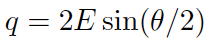 q = 2E sin(θ/2)